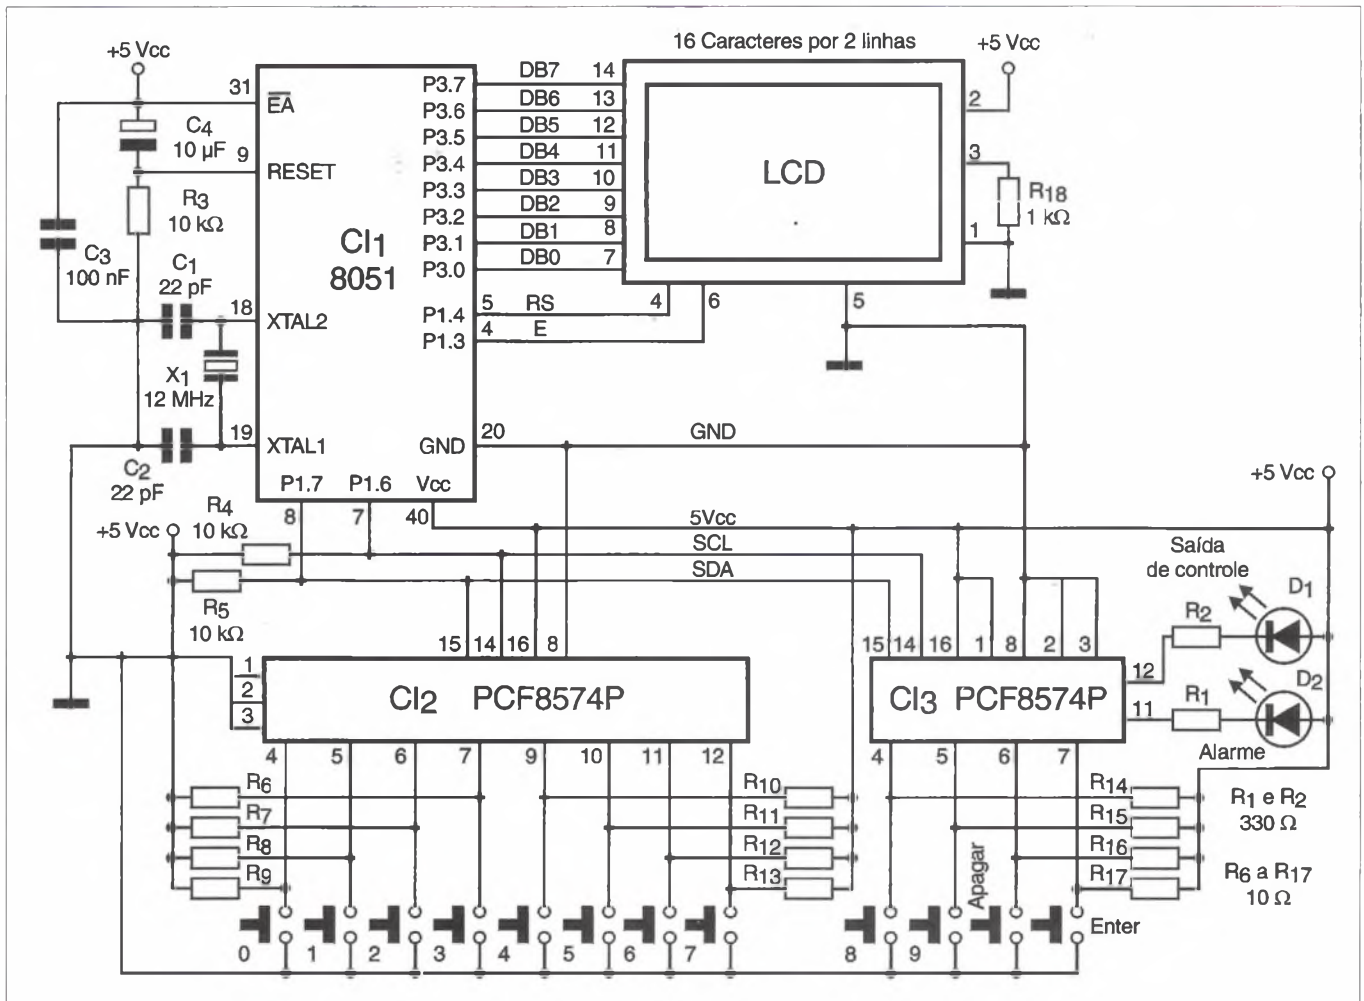 16 Caracteres por 2 linhas
+5 Vcc
+5 Vcc
31
EA
C4
10 µF
9
RESET
R3
10 kΩ
C3
100 nF
C1
22 pF
18
XTAL2
X1
12 MHz
19
XTAL1
C2
22 pF
CI1
8051
P3.7
DB7
14
P3.6
DB6
13
P3.5
DB5
12
P3.4
DB4
11
P3.3
DB3
10
P3.2
DB2
9
P3.1
DB1
8
P3.0
DB0
7
P1.4
5
RS
4
P1.3
4
E
6
5
LCD
2
3
R18
1 kΩ
1
GND
20
GND
P1.7
P1.6
Vcc
8
7
40
+5 Vcc
R4
10 kΩ
R5
10 kΩ
5Vcc
SCL
SDA
+5 Vcc
Saída
de controle
D1
R2
12
D2
R1
11
Alarme
15
14
16
8
1
2
3
CI2 PCF8574P
4
5
6
7
9
10
11
12
15
14
16
1
8
2
3
CI3 PCF8574P
4
5
6
7
R6
R7
R8
R9
R10
R11
R12
R13
R14
R15
R16
R17
R1 e R2
330 Ω
R6 a R17
10 Ω
0
1
2
3
4
5
6
7
8
9
Apagar
Enter